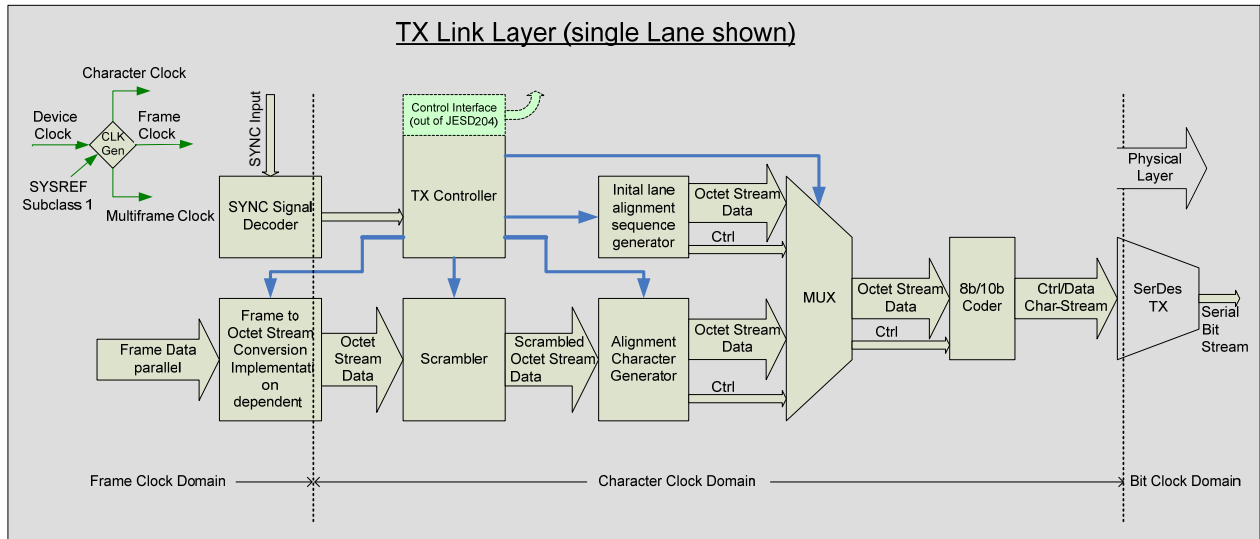 TX Link Layer (single Lane shown)
Character Clock
Device
Clock
CLK
Gen
Frame
Clock
SYSREF
Subclass 1
Multiframe Clock
SYNC Input
SYNC Signal
Decoder
Control Interface
(out of JESD204)
TX Controller
Inital lane
alignment
sequence
generator
Octet Stream
Data
Ctrl
MUX
Physical
Layer
Frame Data
parallel
Frame to
Octet Stream
Conversion
Implementati
on
dependent
Octet
Stream
Data
Scrambler
Scrambled
Octet Stream
Data
Alignment
Character
Generator
Octet Stream
Data
Ctrl
Octet Stream
Data
Ctrl
8b/10b
Coder
Ctrl/Data
Char-Stream
SerDes
TX
Serial
Bit
Stream
Frame Clock Domain
Character Clock Domain
Bit Clock Domain